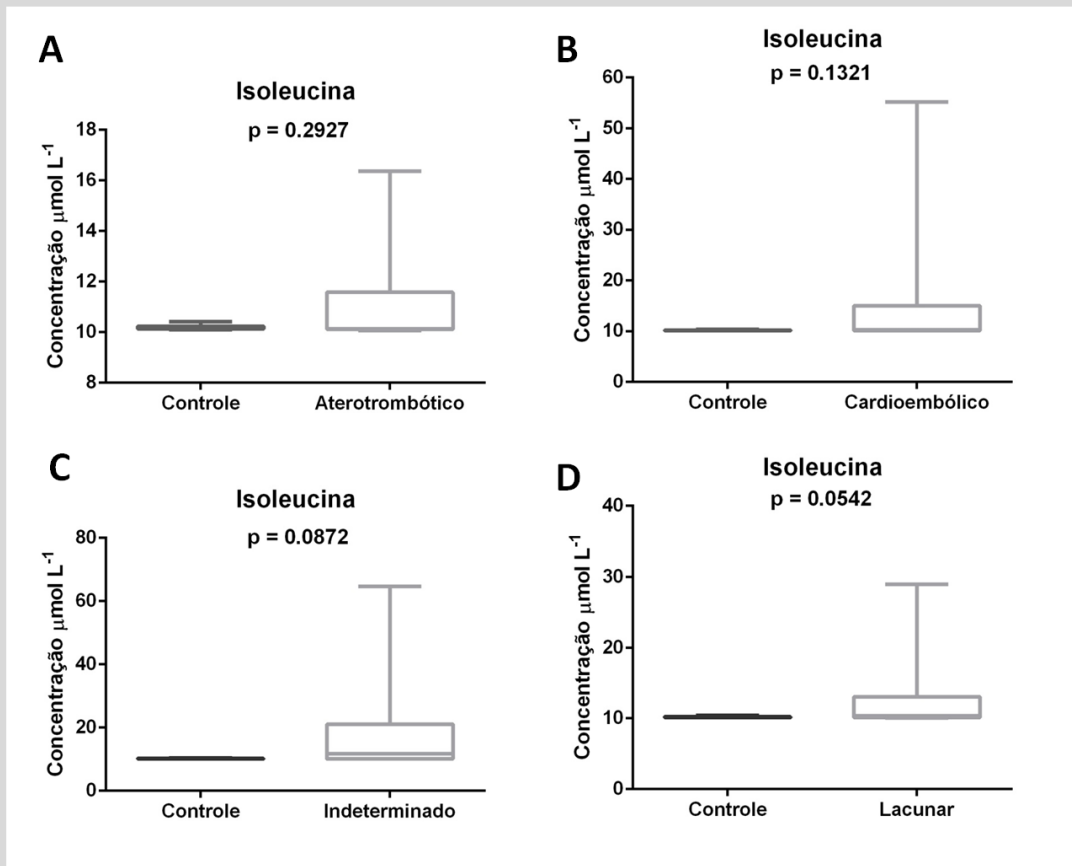 A
Isoleucina
p = 0.2927
Concentração µmol L⁻¹
18
16
14
12
10
8
Controle
Aterotrombótico
B
Isoleucina
p = 0.1321
Concentração µmol L⁻¹
60
50
40
30
20
10
0
Controle
Cardioembólico
C
Isoleucina
p = 0.0872
Concentração µmol L⁻¹
80
60
40
20
0
Controle
Indeterminado
D
Isoleucina
p = 0.0542
Concentração µmol L⁻¹
40
30
20
10
0
Controle
Lacunar